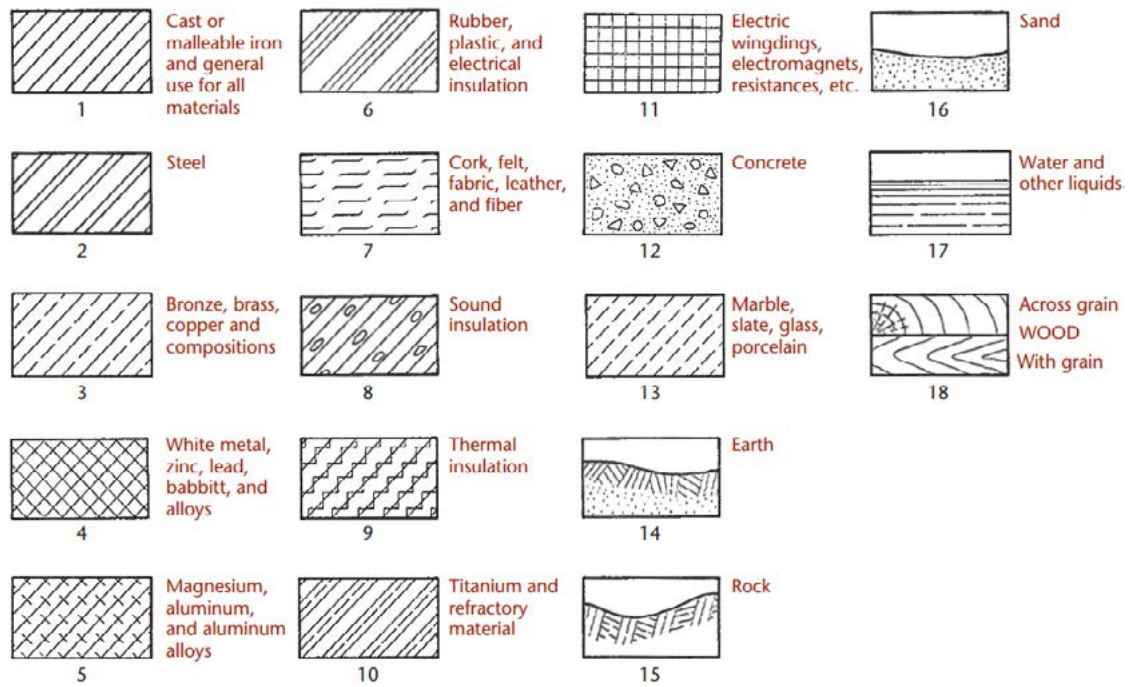 Cast or
malleable iron
and general
use for all
materials
1
Rubber,
plastic, and
electrical
insulation
6
Electric
wingdings,
electromagnets,
resistances, etc.
11
Sand
16
Steel
2
Cork, felt,
fabric, leather,
and fiber
7
Concrete
12
Water and
other liquids
17
Bronze, brass,
copper and
compositions
3
Sound
insulation
8
Marble,
slate, glass,
porcelain
13
Across grain
WOOD
With grain
18
White metal,
zinc, lead,
babbitt, and
alloys
4
Thermal
insulation
9
Earth
14
Magnesium,
aluminum,
and aluminum
alloys
5
Titanium and
refractory
material
10
Rock
15